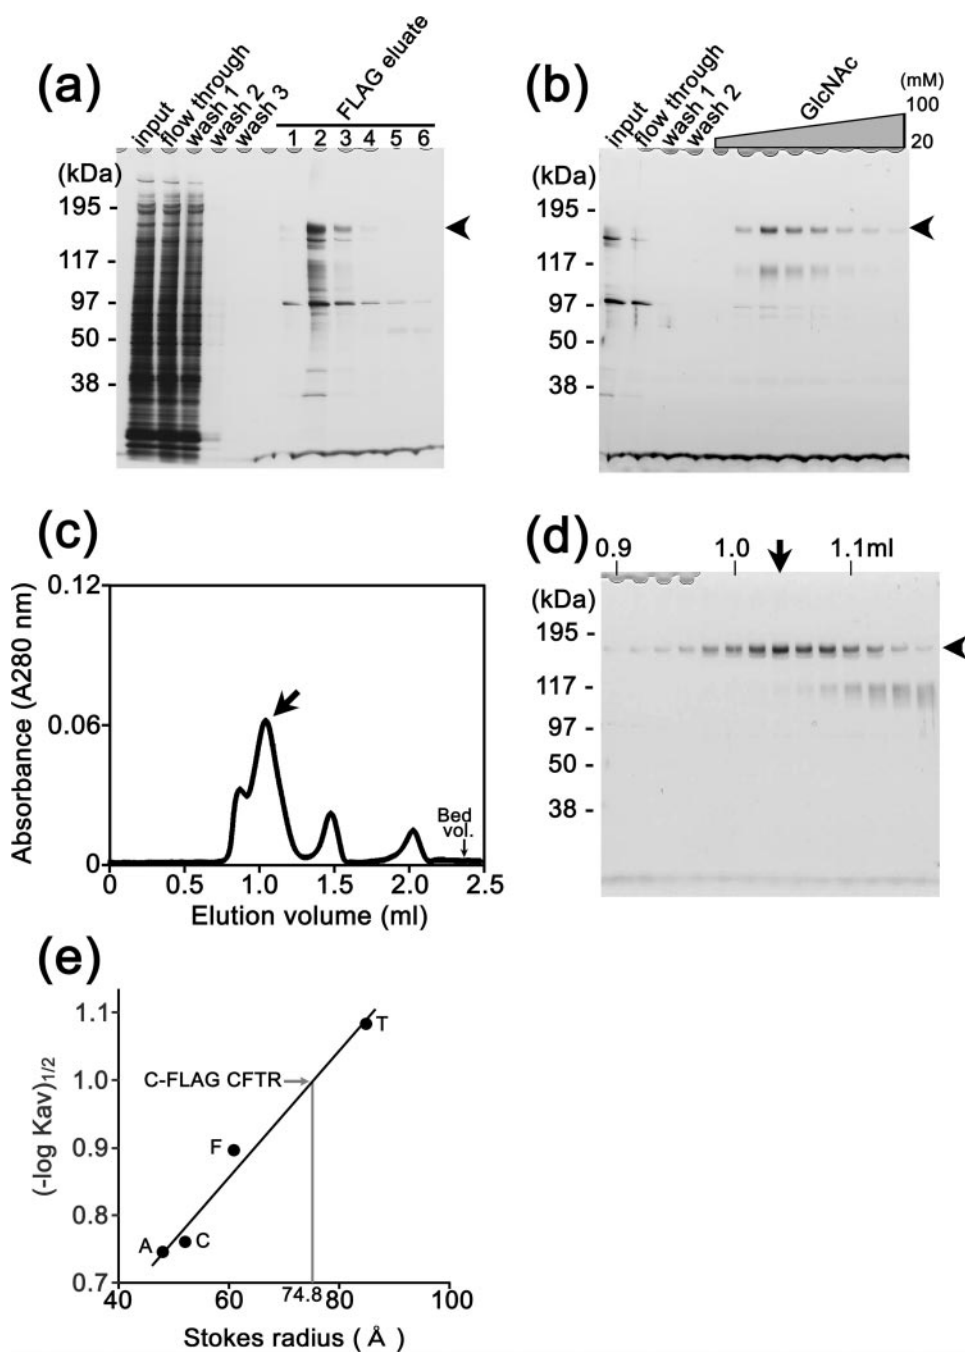 (a)
input
flow through
wash 1
wash 2
wash 3
FLAG eluate
1 2 3 4 5 6
(kDa)
195 -
117 -
97 -
50 -
38 -
(b)
input
flow through
wash 1
wash 2
GlcNAc
(mM)
100
20
(kDa)
195 -
117 -
97 -
50 -
38 -
(c)
Absorbance (A280 nm)
0.12
0.06
0
Bed
vol.
0 0.5 1.0 1.5 2.0 2.5
Elution volume (ml)
(d)
0.9 1.0 1.1ml
(kDa)
195 -
117 -
97 -
50 -
38 -
(e)
(-log Kav)1/2
1.1
1.0
0.9
0.8
0.7
T
C-FLAG CFTR
F
A
C
40 60 74.8 80 100
Stokes radius ( Å )